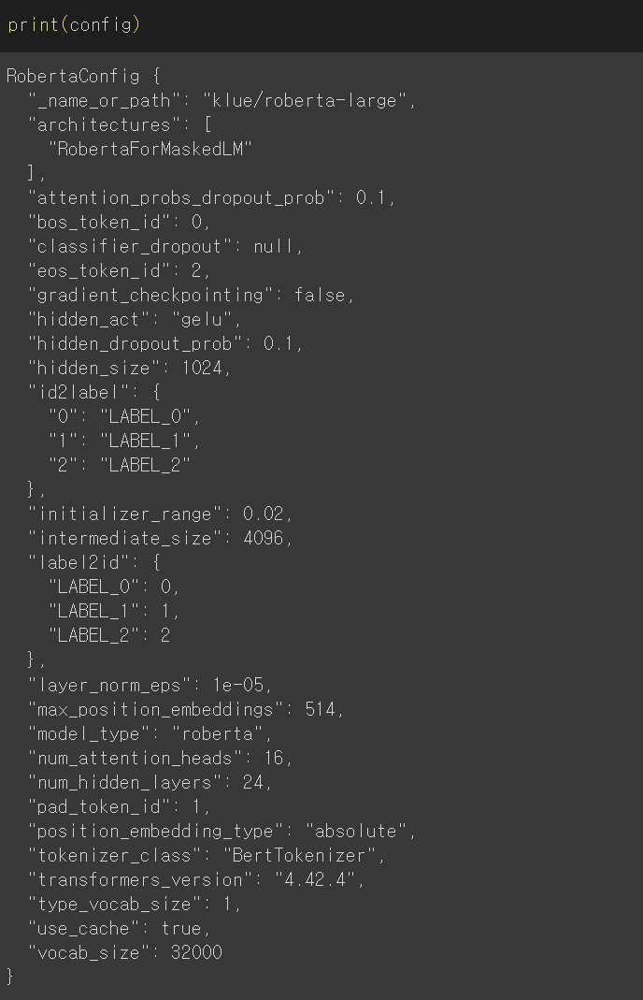 print(config)
RobertaConfig {
  "_name_or_path": "klue/roberta-large",
  "architectures": [
    "RobertaForMaskedLM"
  ],
  "attention_probs_dropout_prob": 0.1,
  "bos_token_id": 0,
  "classifier_dropout": null,
  "eos_token_id": 2,
  "gradient_checkpointing": false,
  "hidden_act": "gelu",
  "hidden_dropout_prob": 0.1,
  "hidden_size": 1024,
  "id2label": {
    "0": "LABEL_0",
    "1": "LABEL_1",
    "2": "LABEL_2"
  },
  "initializer_range": 0.02,
  "intermediate_size": 4096,
  "label2id": {
    "LABEL_0": 0,
    "LABEL_1": 1,
    "LABEL_2": 2
  },
  "layer_norm_eps": 1e-05,
  "max_position_embeddings": 514,
  "model_type": "roberta",
  "num_attention_heads": 16,
  "num_hidden_layers": 24,
  "pad_token_id": 1,
  "position_embedding_type": "absolute",
  "tokenizer_class": "BertTokenizer",
  "transformers_version": "4.42.4",
  "type_vocab_size": 1,
  "use_cache": true,
  "vocab_size": 32000
}